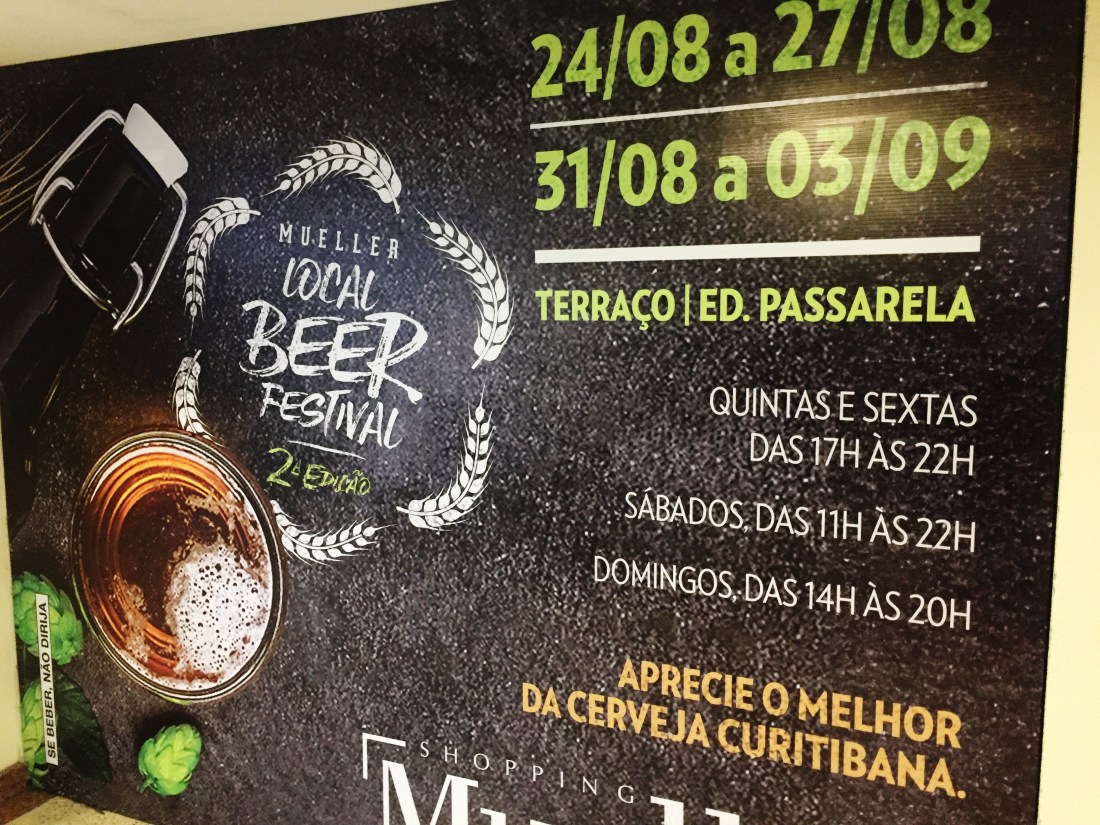 24/08 a 27/08
31/08 a 03/09
TERRAÇO | ED. PASSARELA
MUELLER
LOCAL
BEER
FESTIVAL
2ª EDIÇÃO
QUINTAS E SEXTAS
DAS 17H ÀS 22H
SÁBADOS, DAS 11H ÀS 22H
DOMINGOS, DAS 14H ÀS 20H
APRECIE O MELHOR
DA CERVEJA CURITIBANA.
SE BEBER, NÃO DIRIJA
SHOPPING